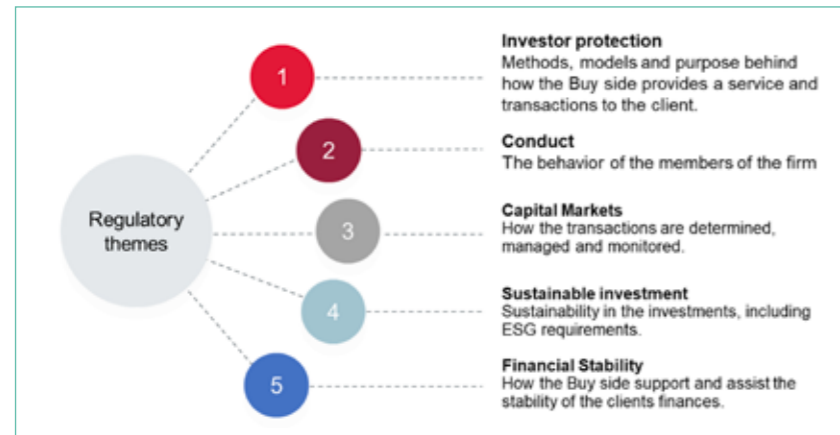 Regulatory
themes
1
Investor protection
Methods, models and purpose behind
how the Buy side provides a service and
transactions to the client.
2
Conduct
The behavior of the members of the firm
3
Capital Markets
How the transactions are determined,
managed and monitored.
4
Sustainable investment
Sustainability in the investments, including
ESG requirements.
5
Financial Stability
How the Buy side support and assist the
stability of the clients finances.